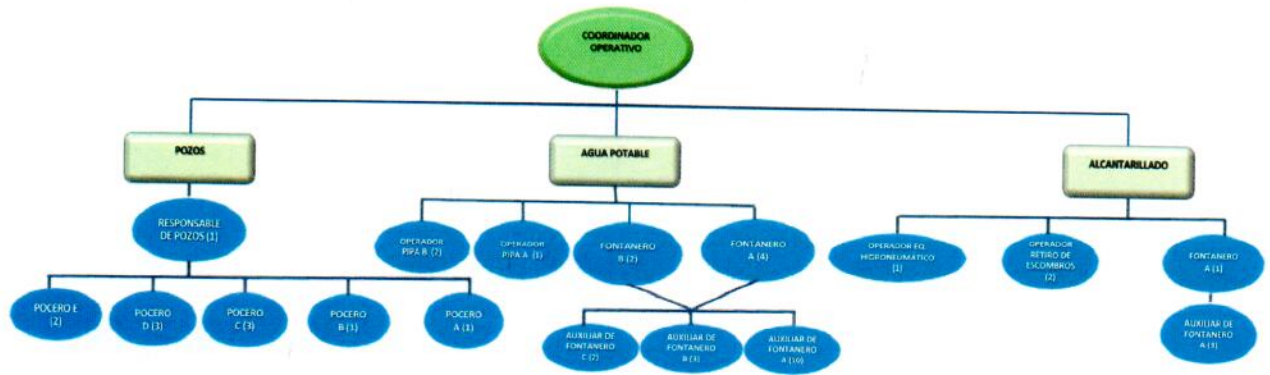 COORDINADOR
OPERATIVO
POZOS
AGUA POTABLE
ALCANTARILLADO
RESPONSABLE
DE POZOS (1)
OPERADOR
PIPA B (2)
OPERADOR
PIPA A (1)
FONTANERO
B (2)
FONTANERO
A (4)
OPERADOR EQ.
HIDRONEUMÁTICO
(1)
OPERADOR
RETIRO DE
ESCOMBROS
(2)
FONTANERO
A (1)
POCERO E
(2)
POCERO
D (3)
POCERO
C (3)
POCERO
B (1)
POCERO
A (1)
AUXILIAR DE
FONTANERO
C (2)
AUXILIAR DE
FONTANERO
B (3)
AUXILIAR DE
FONTANERO
A (10)
AUXILIAR DE
FONTANERO